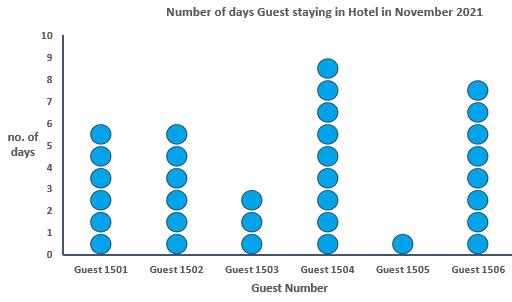 Number of days Guest staying in Hotel in November 2021
10
9
8
7
6
5
4
3
2
1
0
no. of
days
Guest 1501 Guest 1502 Guest 1503 Guest 1504 Guest 1505 Guest 1506
Guest Number